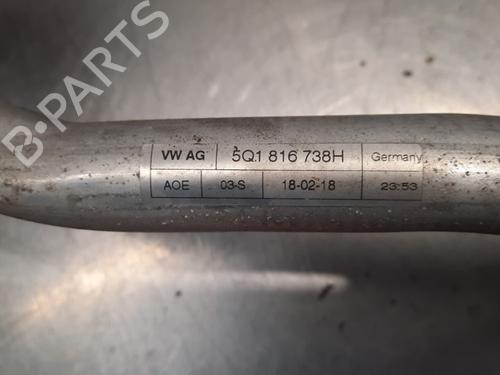 B-PARTS
VW AG 5Q1 816 738H Germany
AOE 03-S 18-02-18 23:53